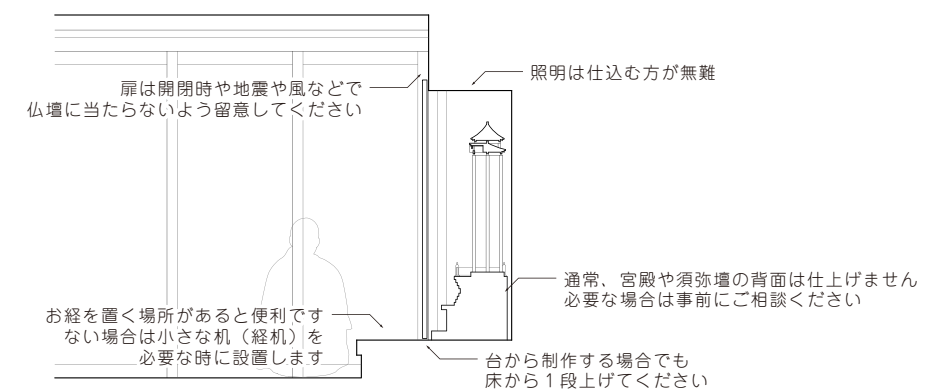 照明は仕込む方が無難
扉は開閉時や地震や風などで
仏壇に当たらないよう留意してください
通常、宮殿や須弥壇の背面は仕上げません
必要な場合は事前にご相談ください
お経を置く場所があると便利です
ない場合は小さな机（経机）を
必要な時に設置します
台から制作する場合でも
床から１段上げてください